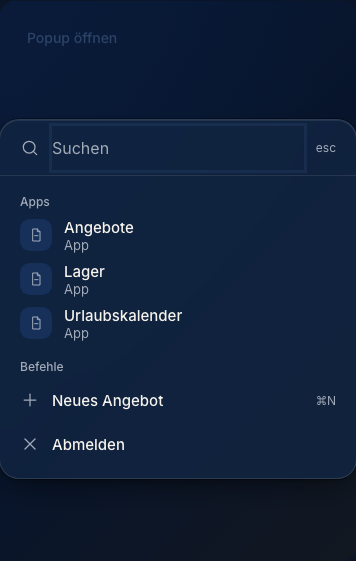 Popup öffnen
Suchen
esc
Apps
Angebote
App
Lager
App
Urlaubskalender
App
Befehle
Neues Angebot
⌘N
Abmelden